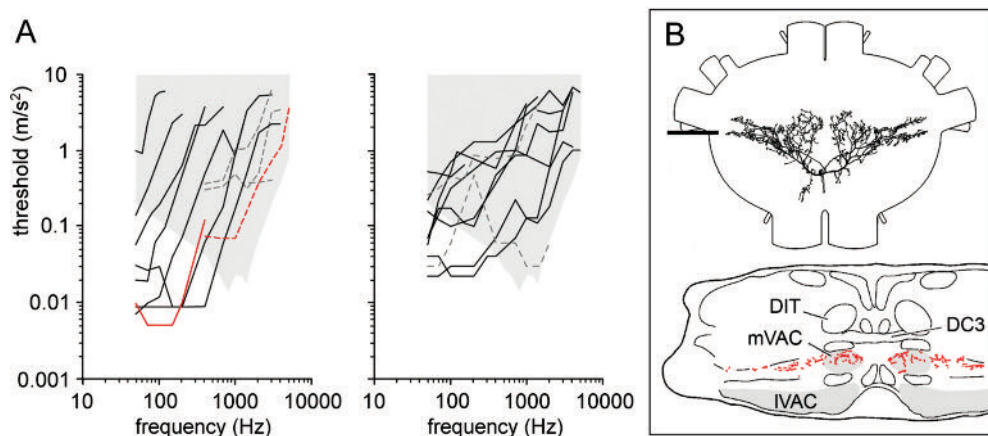 A
threshold (m/s²)
10
1
0.1
0.01
0.001
10 100 1000 10000
frequency (Hz)
10 100 1000 10000
frequency (Hz)
B
DIT
DC3
mVAC
lVAC